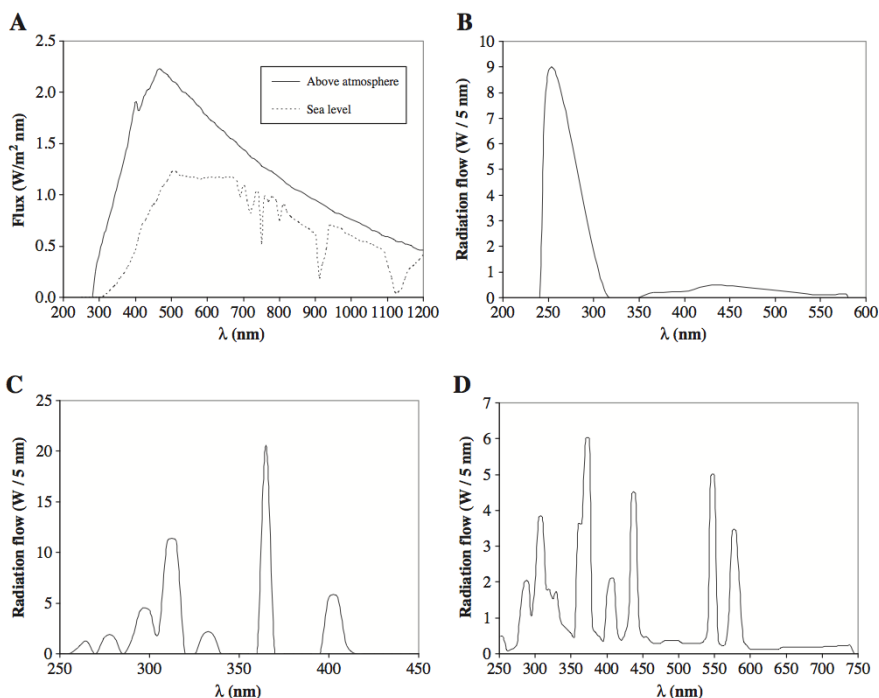 A
Flux (W/m² nm)
2.5
2.0
1.5
1.0
0.5
0.0
Above atmosphere
Sea level
200 300 400 500 600 700 800 900 1000 1100 1200
λ (nm)
B
Radiation flow (W / 5 nm)
10
9
8
7
6
5
4
3
2
1
0
200 250 300 350 400 450 500 550 600
λ (nm)
C
Radiation flow (W / 5 nm)
25
20
15
10
5
0
250 300 350 400 450
λ (nm)
D
Radiation flow (W / 5 nm)
7
6
5
4
3
2
1
0
250 300 350 400 450 500 550 600 650 700 750
λ (nm)